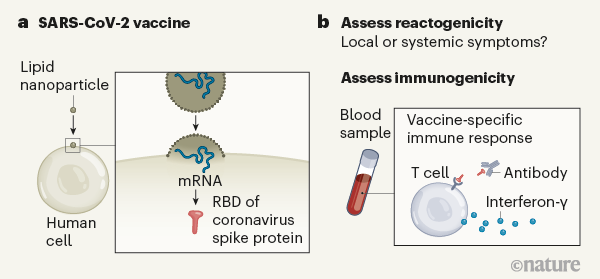 a SARS-CoV-2 vaccine
Lipid
nanoparticle
Human
cell
mRNA
RBD of
coronavirus
spike protein
b Assess reactogenicity
Local or systemic symptoms?
Assess immunogenicity
Blood
sample
Vaccine-specific
immune response
T cell
Antibody
Interferon-γ
©nature